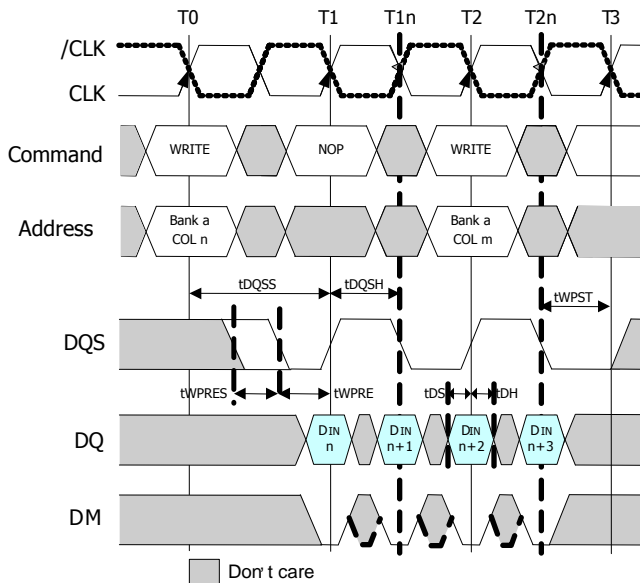 T0 T1 T1n T2 T2n T3
/CLK
CLK
Command WRITE NOP WRITE
Address Bank a COL n Bank a COL m
tDQSS tDQSH tWPST
DQS
tWPRES tWPRE tDS tDH
DQ DIN n DIN n+1 DIN n+2 DIN n+3
DM
Don't care